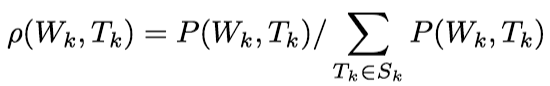 ρ(W_k, T_k) = P(W_k, T_k) / ∑_{T_k ∈ S_k} P(W_k, T_k)